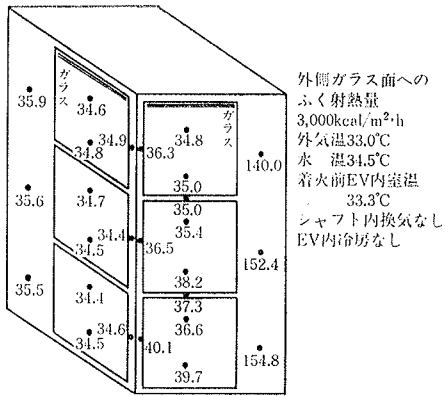 ガラス
ガラス
35.9
34.6
34.9
34.8
36.3
34.8
140.0
35.0
35.0
35.6
34.7
34.4
34.5
36.5
35.4
38.2
152.4
37.3
35.5
34.4
34.6
34.5
40.1
36.6
39.7
154.8
外側ガラス面への
ふく射熱量
3,000kcal/m²·h
外気温33.0℃
水　温34.5℃
着火前EV内室温
33.3℃
シャフト内換気なし
EV内冷房なし